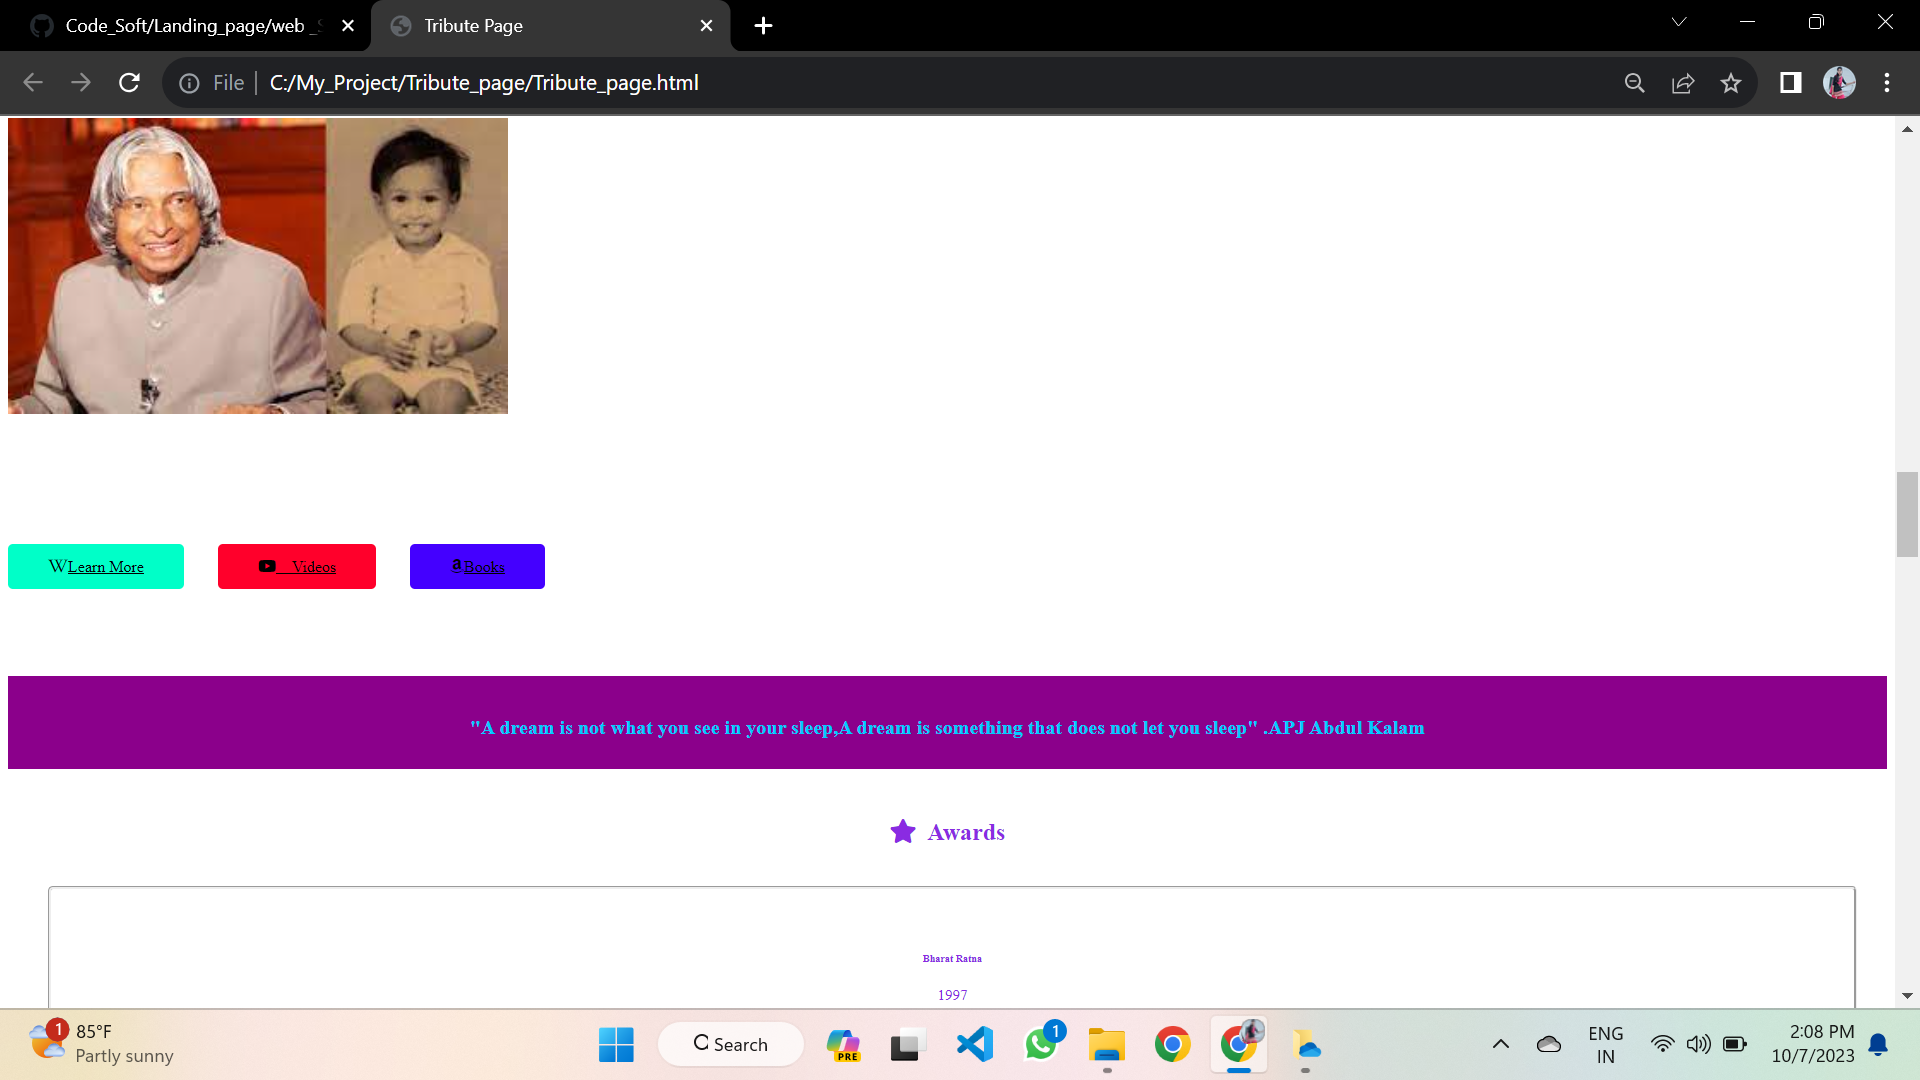 Code_Soft/Landing_page/web_
Tribute Page
File
C:/My_Project/Tribute_page/Tribute_page.html
WLearn More
Videos
Books
"A dream is not what you see in your sleep,A dream is something that does not let you sleep" .APJ Abdul Kalam
Awards
Bharat Ratna
1997
1
85°F
Partly sunny
Search
PRE
1
ENG
IN
2:08 PM
10/7/2023